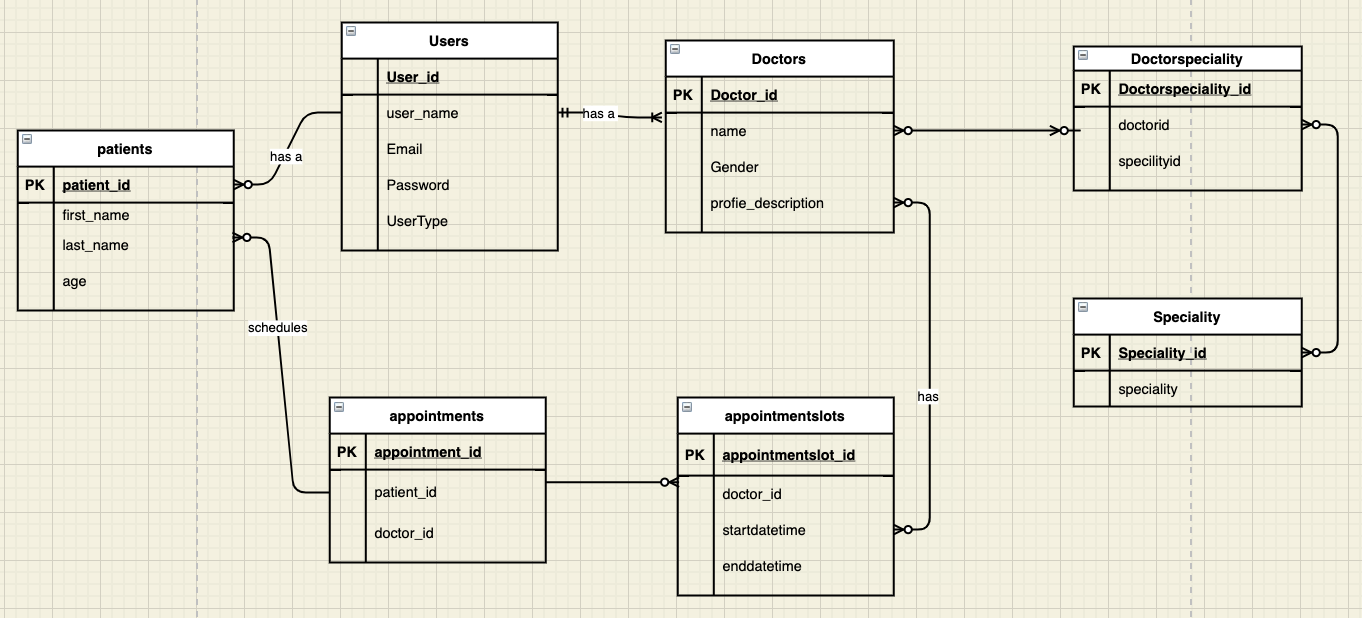 Users
User_id
user_name
Email
Password
UserType
has a
Doctors
PK Doctor_id
name
Gender
profie_description
Doctorspeciality
PK Doctorspeciality_id
doctorid
specilityid
patients
PK patient_id
first_name
last_name
age
has a
schedules
Speciality
PK Speciality_id
speciality
appointments
PK appointment_id
patient_id
doctor_id
appointmentslots
PK appointmentslot_id
doctor_id
startdatetime
enddatetime
has